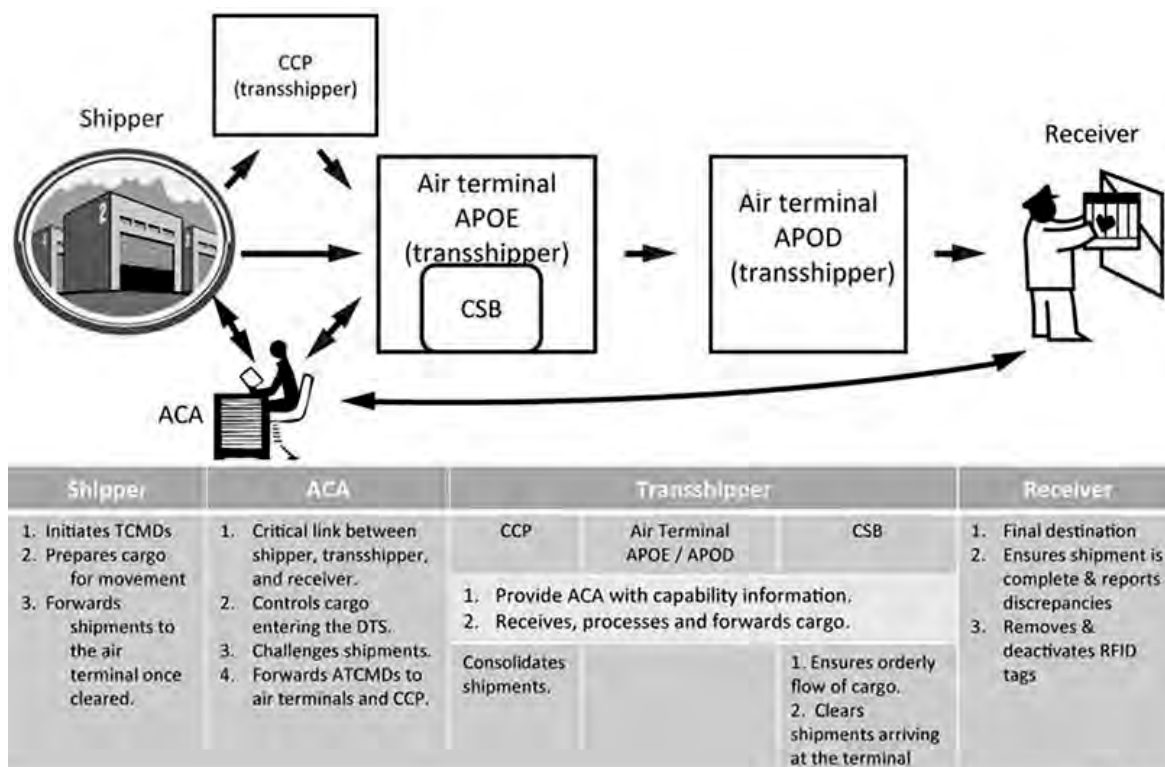 CCP
(transshipper)
Shipper
Receiver
2
Air terminal
APOE
(transshipper)
CSB
Air terminal
APOD
(transshipper)
ACA
Shipper
ACA
Transshipper
Receiver
1. Initiates TCMDs
2. Prepares cargo
for movement
3. Forwards
shipments to
the air
terminal once
cleared.
1. Critical link between
shipper, transshipper,
and receiver.
2. Controls cargo
entering the DTS.
3. Challenges shipments.
4. Forwards ATCMDs to
air terminals and CCP.
CCP
Air Terminal
APOE / APOD
CSB
1. Provide ACA with capability information.
2. Receives, processes and forwards cargo.
Consolidates
shipments.
1. Ensures orderly
flow of cargo.
2. Clears
shipments arriving
at the terminal
1. Final destination
2. Ensures shipment is
complete & reports
discrepancies
3. Removes &
deactivates RFID
tags